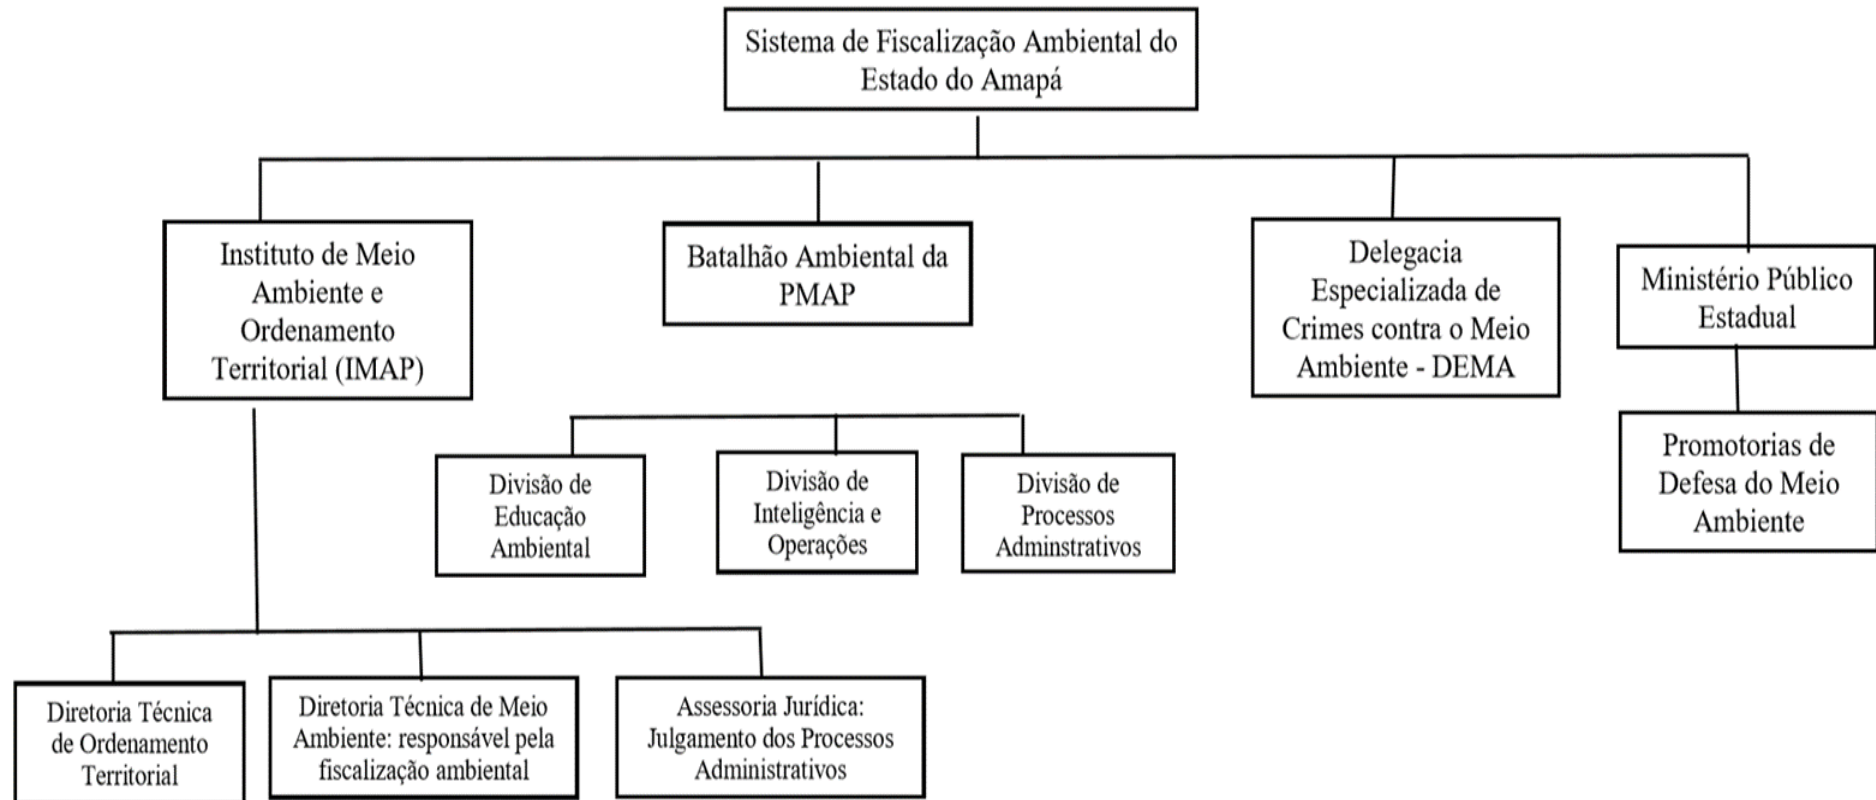 Sistema de Fiscalização Ambiental do
Estado do Amapá
Instituto de Meio
Ambiente e
Ordenamento
Territorial (IMAP)
Batalhão Ambiental da
PMAP
Delegacia
Especializada de
Crimes contra o Meio
Ambiente - DEMA
Ministério Público
Estadual
Divisão de
Educação
Ambiental
Divisão de
Inteligência e
Operações
Divisão de
Processos
Adminstrativos
Promotorias de
Defesa do Meio
Ambiente
Diretoria Técnica
de Ordenamento
Territorial
Diretoria Técnica de Meio
Ambiente: responsável pela
fiscalização ambiental
Assessoria Jurídica:
Julgamento dos Processos
Administrativos